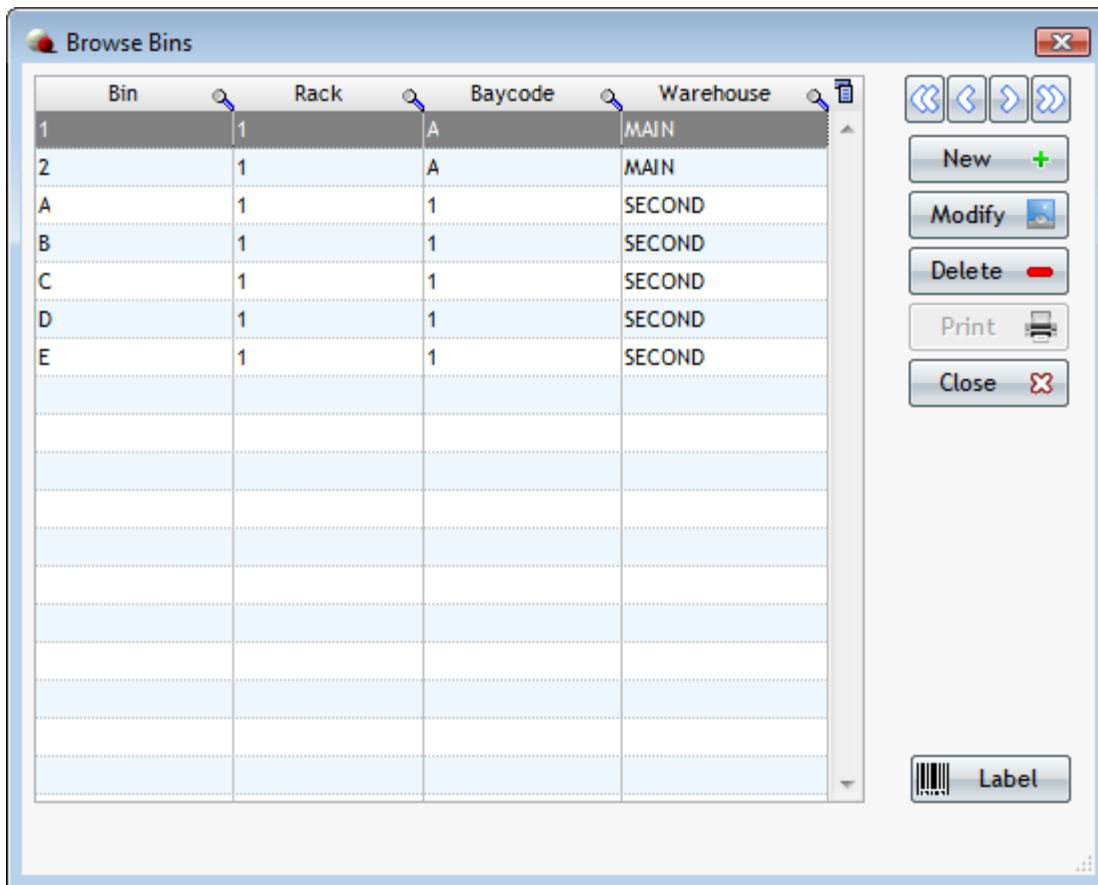 Browse Bins
Bin Rack Baycode Warehouse
1 1 A MAIN
2 1 A MAIN
A 1 1 SECOND
B 1 1 SECOND
C 1 1 SECOND
D 1 1 SECOND
E 1 1 SECOND
New
Modify
Delete
Print
Close
Label